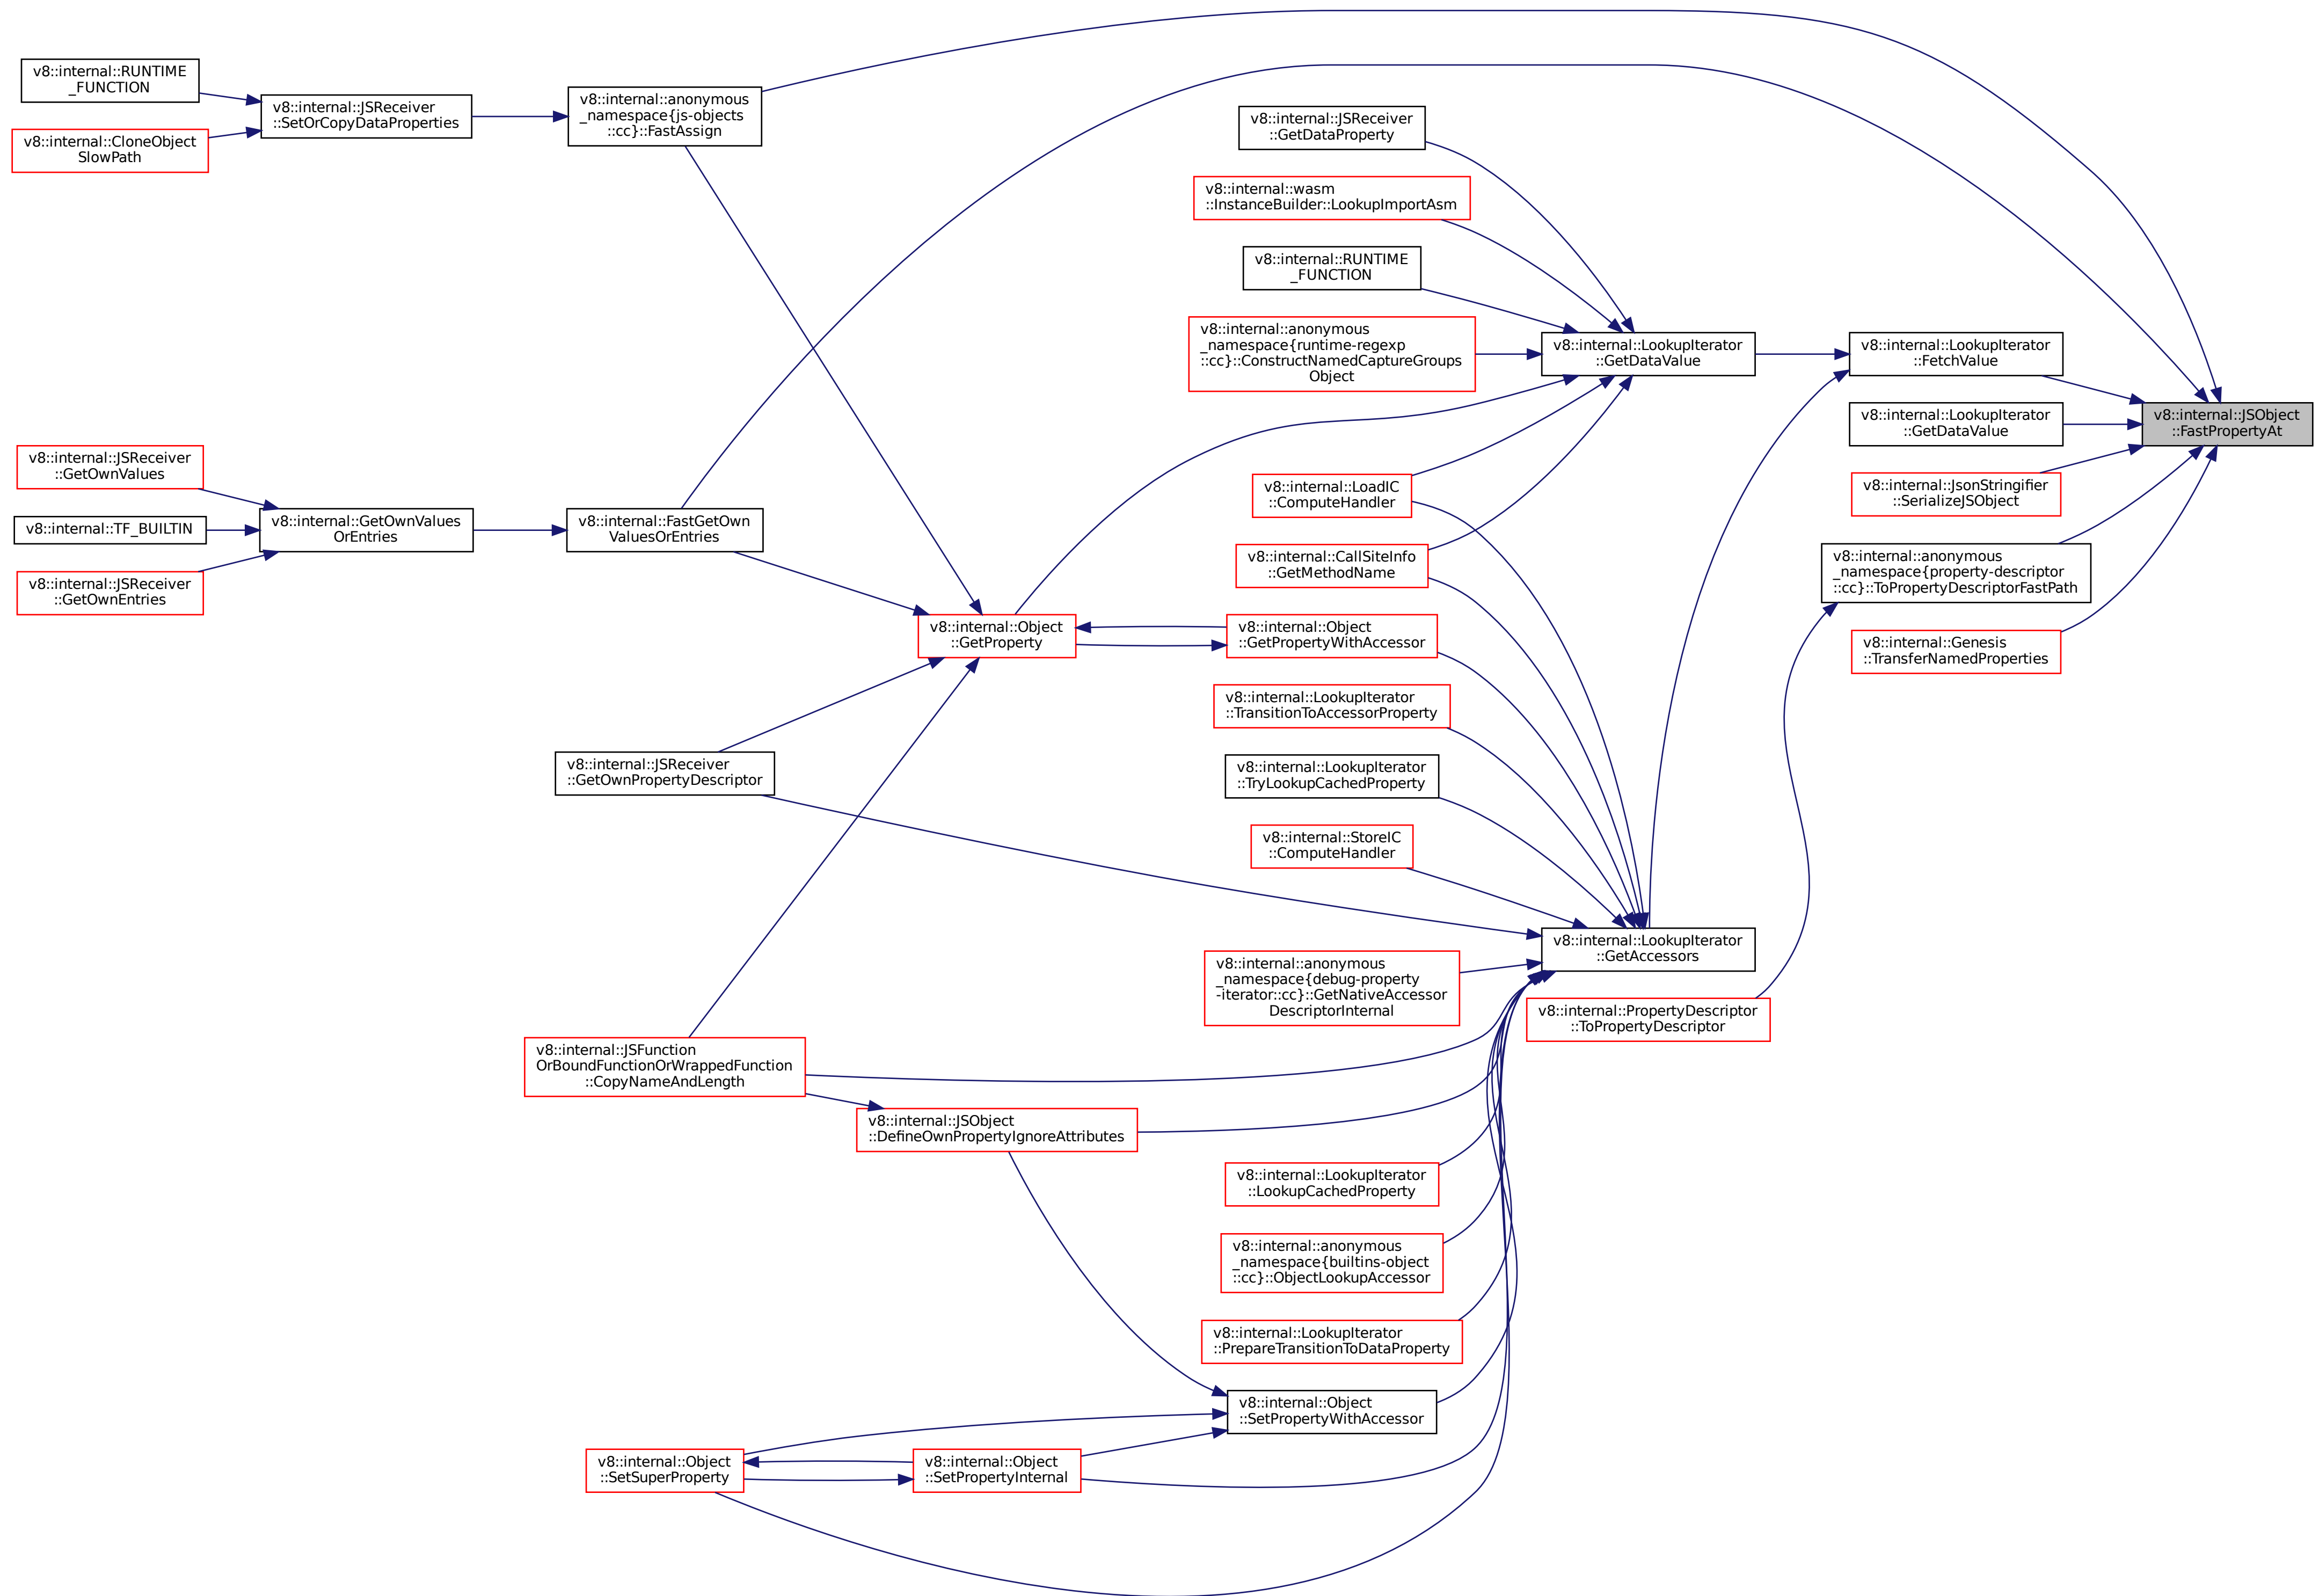 v8::internal::RUNTIME
_FUNCTION
v8::internal::CloneObject
SlowPath
v8::internal::JSReceiver
::SetOrCopyDataProperties
v8::internal::anonymous
_namespace{js-objects
::cc}::FastAssign
v8::internal::JSReceiver
::GetOwnValues
v8::internal::TF_BUILTIN
v8::internal::JSReceiver
::GetOwnEntries
v8::internal::GetOwnValues
OrEntries
v8::internal::FastGetOwn
ValuesOrEntries
v8::internal::JSReceiver
::GetOwnPropertyDescriptor
v8::internal::JSFunction
OrBoundFunctionOrWrappedFunction
::CopyNameAndLength
v8::internal::Object
::SetSuperProperty
v8::internal::Object
::GetProperty
v8::internal::JSObject
::DefineOwnPropertyIgnoreAttributes
v8::internal::Object
::SetPropertyInternal
v8::internal::JSReceiver
::GetDataProperty
v8::internal::wasm
::InstanceBuilder::LookupImportAsm
v8::internal::RUNTIME
_FUNCTION
v8::internal::anonymous
_namespace{runtime-regexp
::cc}::ConstructNamedCaptureGroups
Object
v8::internal::LoadIC
::ComputeHandler
v8::internal::CallSiteInfo
::GetMethodName
v8::internal::Object
::GetPropertyWithAccessor
v8::internal::LookupIterator
::TransitionToAccessorProperty
v8::internal::LookupIterator
::TryLookupCachedProperty
v8::internal::StoreIC
::ComputeHandler
v8::internal::anonymous
_namespace{debug-property
-iterator::cc}::GetNativeAccessor
DescriptorInternal
v8::internal::LookupIterator
::LookupCachedProperty
v8::internal::anonymous
_namespace{builtins-object
::cc}::ObjectLookupAccessor
v8::internal::LookupIterator
::PrepareTransitionToDataProperty
v8::internal::Object
::SetPropertyWithAccessor
v8::internal::LookupIterator
::GetDataValue
v8::internal::LookupIterator
::GetAccessors
v8::internal::PropertyDescriptor
::ToPropertyDescriptor
v8::internal::LookupIterator
::FetchValue
v8::internal::LookupIterator
::GetDataValue
v8::internal::JsonStringifier
::SerializeJSObject
v8::internal::anonymous
_namespace{property-descriptor
::cc}::ToPropertyDescriptorFastPath
v8::internal::Genesis
::TransferNamedProperties
v8::internal::JSObject
::FastPropertyAt